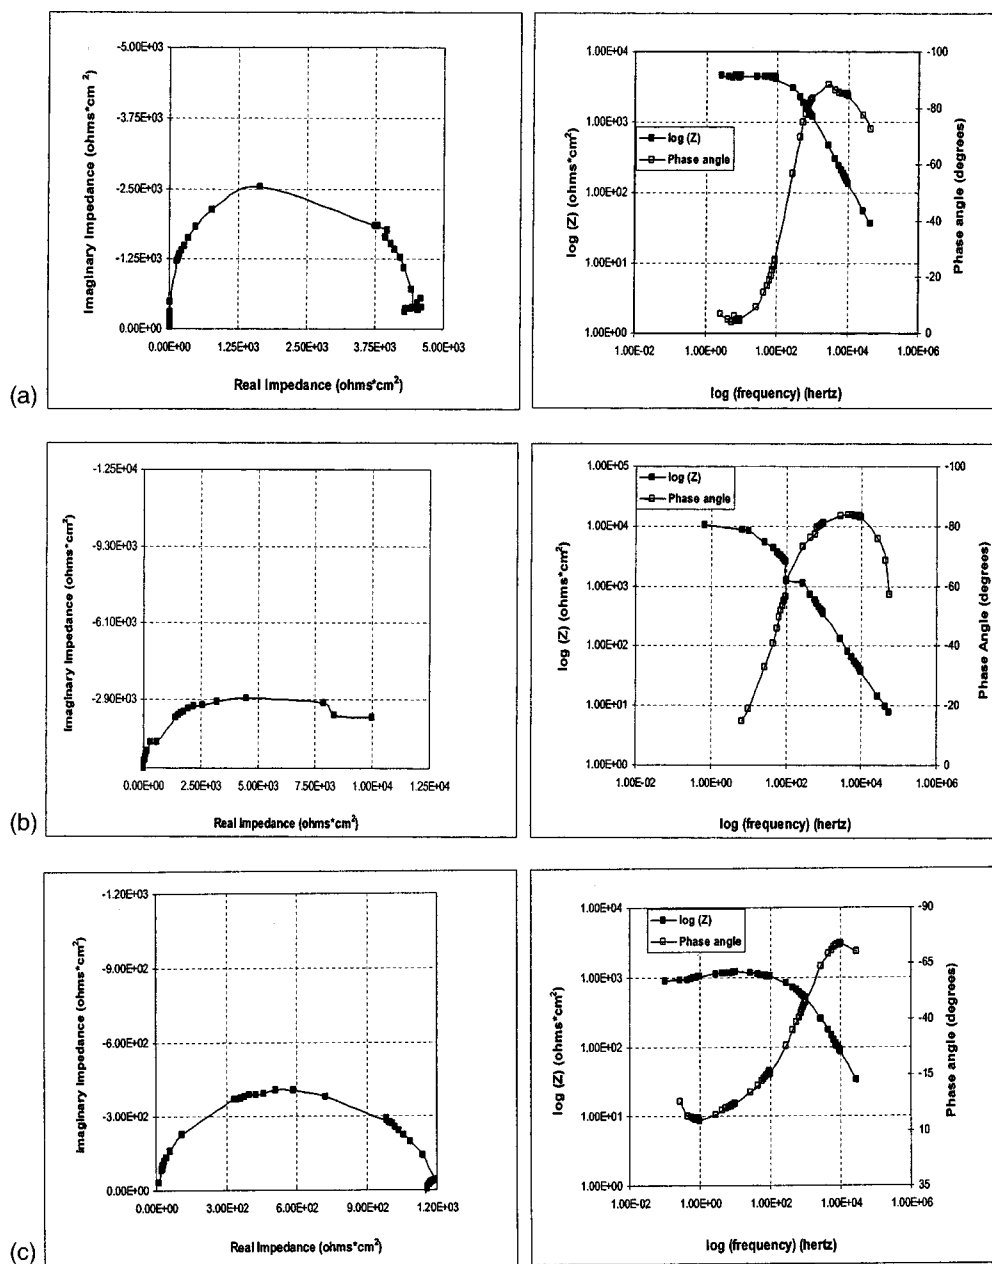 -5.00E+03
-3.75E+03
-2.50E+03
-1.25E+03
0.00E+00
Imaginary Impedance (ohms*cm²)
0.00E+00 1.25E+03 2.50E+03 3.75E+03 5.00E+03
Real Impedance (ohms*cm²)
1.00E+04
1.00E+03
1.00E+02
1.00E+01
1.00E+00
log (Z) (ohms*cm²)
log (Z)
Phase angle
-100
-80
-60
-40
-20
0
Phase angle (degrees)
1.00E-02 1.00E+00 1.00E+02 1.00E+04 1.00E+06
log (frequency) (hertz)
(a)
-1.25E+04
-9.30E+03
-6.10E+03
-2.90E+03
Imaginary Impedance (ohms*cm²)
0.00E+00 2.50E+03 5.00E+03 7.50E+03 1.00E+04 1.25E+04
Real Impedance (ohms*cm²)
1.00E+05
1.00E+04
1.00E+03
1.00E+02
1.00E+01
1.00E+00
log (Z) (ohms*cm²)
log (Z)
Phase angle
-100
-80
-60
-40
-20
0
Phase Angle (degrees)
1.00E-02 1.00E+00 1.00E+02 1.00E+04 1.00E+06
log (frequency) (hertz)
(b)
-1.20E+03
-9.00E+02
-6.00E+02
-3.00E+02
0.00E+00
Imaginary Impedance (ohms*cm²)
0.00E+00 3.00E+02 6.00E+02 9.00E+02 1.20E+03
Real Impedance (ohms*cm²)
1.00E+04
1.00E+03
1.00E+02
1.00E+01
1.00E+00
log (Z) (ohms*cm²)
log (Z)
Phase angle
-90
-65
-40
-15
10
35
Phase angle (degrees)
1.00E-02 1.00E+00 1.00E+02 1.00E+04 1.00E+06
log (frequency) (hertz)
(c)